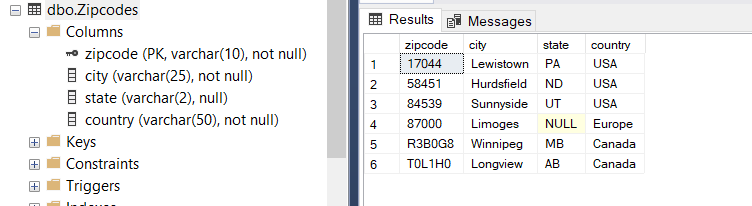 dbo.Zipcodes
Columns
zipcode (PK, varchar(10), not null)
city (varchar(25), not null)
state (varchar(2), null)
country (varchar(50), not null)
Keys
Constraints
Triggers
Indexes
Results Messages
zipcode city state country
1 17044 Lewistown PA USA
2 58451 Hurdsfield ND USA
3 84539 Sunnyside UT USA
4 87000 Limoges NULL Europe
5 R3B0G8 Winnipeg MB Canada
6 T0L1H0 Longview AB Canada